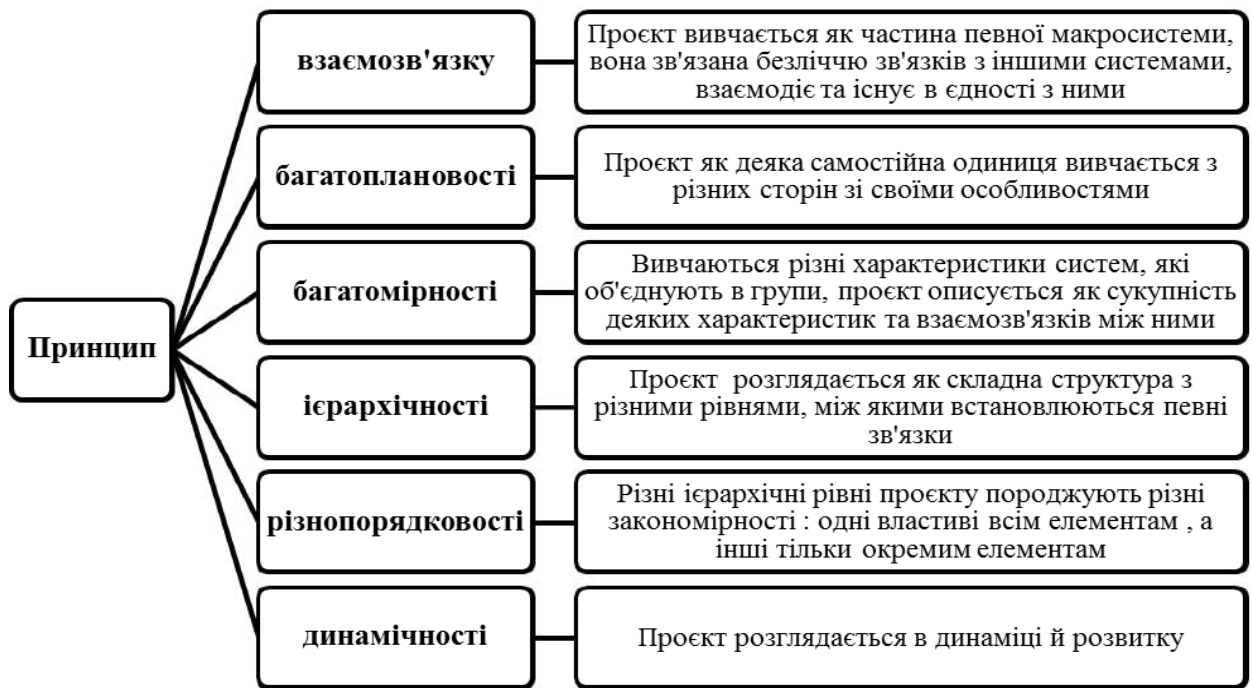 взаємозв'язку
Проєкт вивчається як частина певної макросистеми,
вона зв'язана безліччю зв'язків з іншими системами,
взаємодіє та існує в єдності з ними
багатоплановості
Проєкт як деяка самостійна одиниця вивчається з
різних сторін зі своїми особливостями
багатомірності
Вивчаються різні характеристики систем, які
об'єднують в групи, проєкт описується як сукупність
деяких характеристик та взаємозв'язків між ними
Принцип
ієрархічності
Проєкт розглядається як складна структура з
різними рівнями, між якими встановлюються певні
зв'язки
різнопорядковості
Різні ієрархічні рівні проєкту породжують різні
закономірності : одні властиві всім елементам , а
інші тільки окремим елементам
динамічності
Проєкт розглядається в динаміці й розвитку